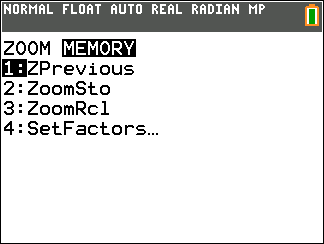 NORMAL FLOAT AUTO REAL RADIAN MP
ZOOM MEMORY
1:ZPrevious
2:ZoomSto
3:ZoomRcl
4:SetFactors…